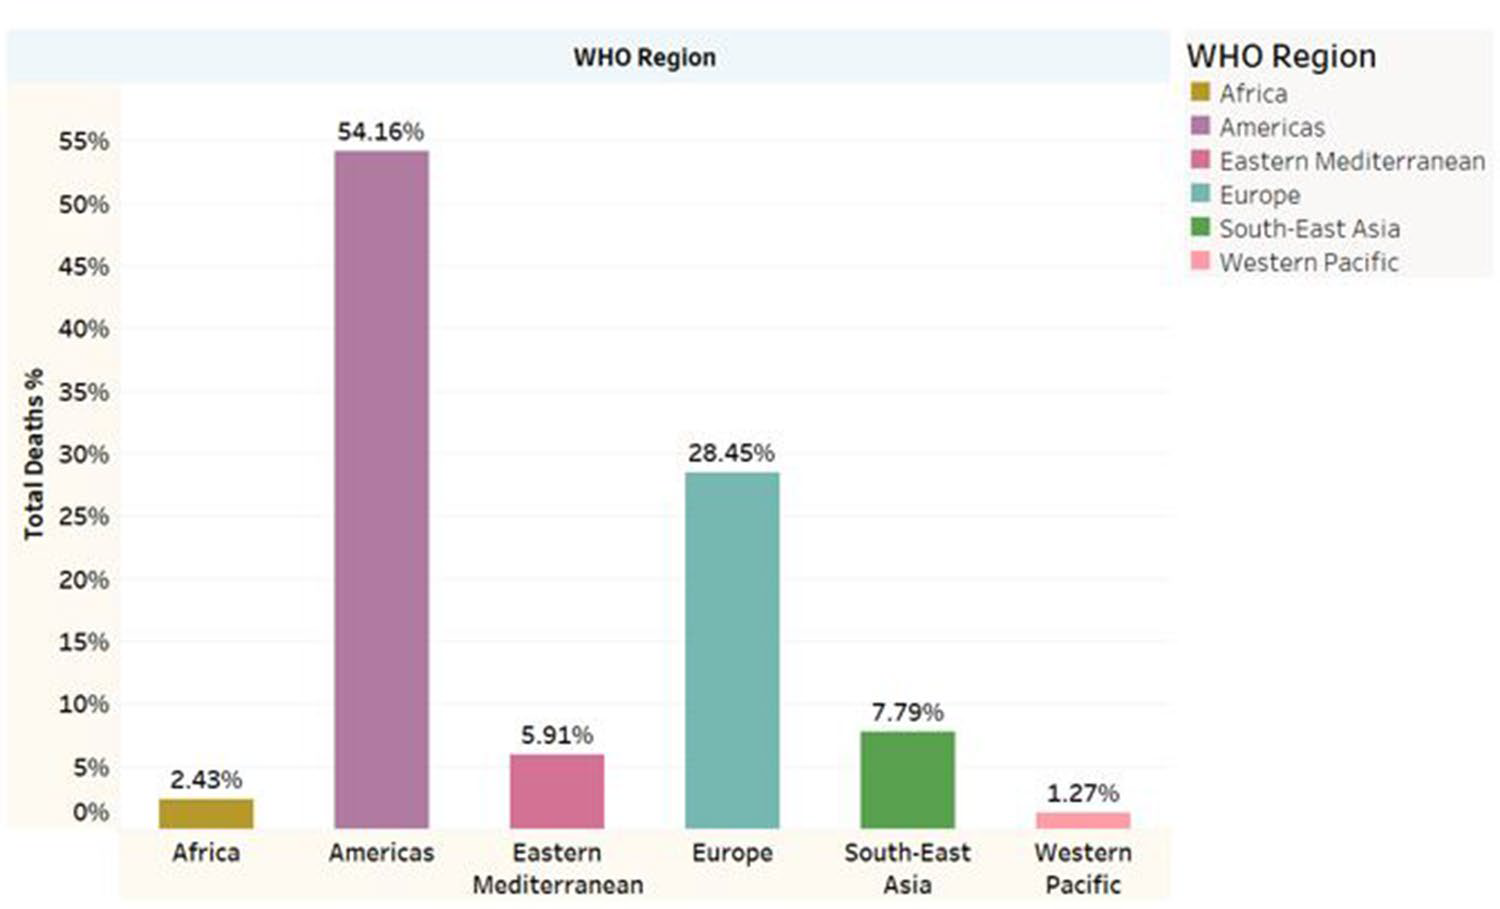 WHO Region
WHO Region
Africa
Americas
Eastern Mediterranean
Europe
South-East Asia
Western Pacific
Total Deaths %
55%
50%
45%
40%
35%
30%
25%
20%
15%
10%
5%
0%
2.43%
54.16%
5.91%
28.45%
7.79%
1.27%
Africa
Americas
Eastern
Mediterranean
Europe
South-East
Asia
Western
Pacific